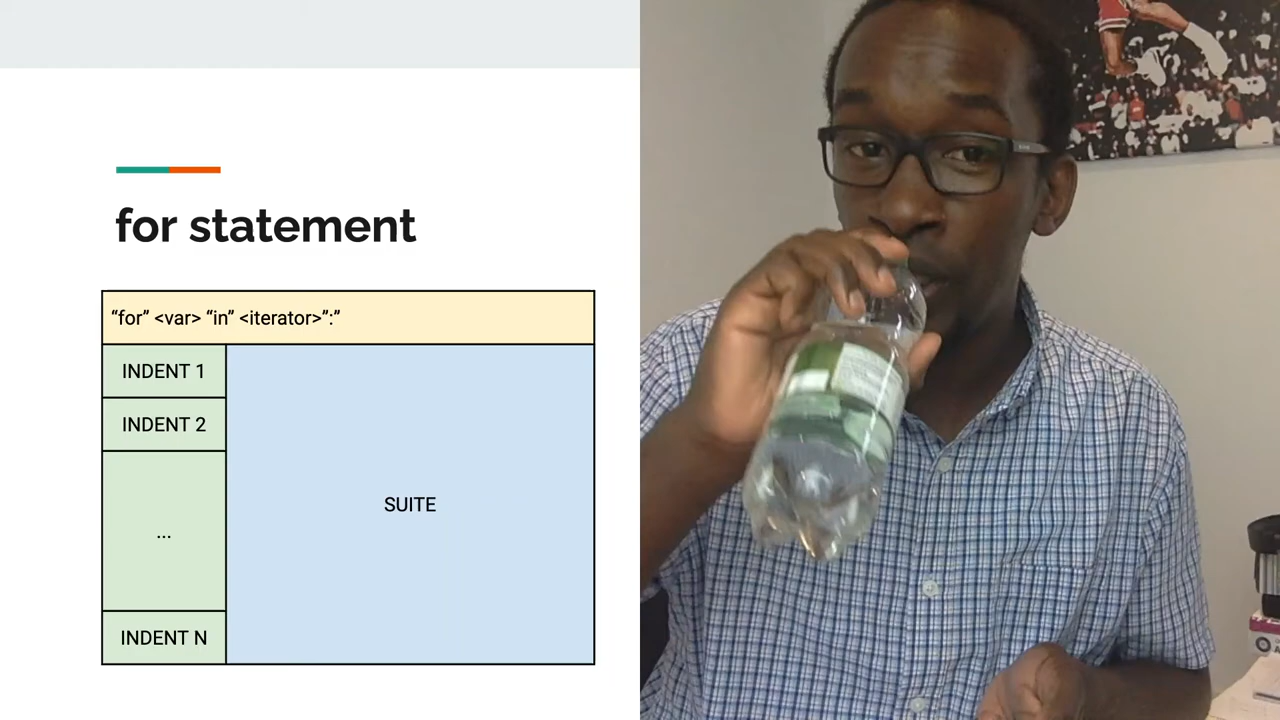 for statement
“for” <var> “in” <iterator>”:”
INDENT 1
INDENT 2
SUITE
...
INDENT N